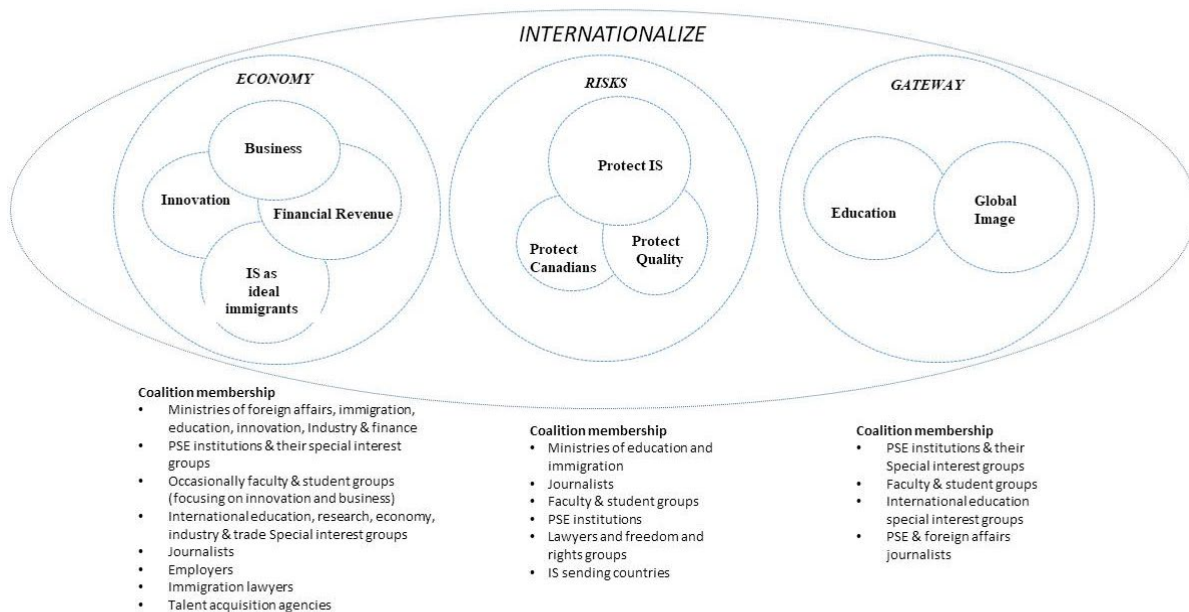 INTERNATIONALIZE
ECONOMY
Business
Innovation
Financial Revenue
IS as
ideal
immigrants
RISKS
Protect IS
Protect
Canadians
Protect
Quality
GATEWAY
Education
Global
Image
Coalition membership
• Ministries of foreign affairs, immigration,
education, innovation, Industry & finance
• PSE institutions & their special interest
groups
• Occasionally faculty & student groups
(focusing on innovation and business)
• International education, research, economy,
industry & trade Special interest groups
• Journalists
• Employers
• Immigration lawyers
• Talent acquisition agencies
Coalition membership
• Ministries of education and
immigration
• Journalists
• Faculty & student groups
• PSE institutions
• Lawyers and freedom and
rights groups
• IS sending countries
Coalition membership
• PSE institutions & their
Special interest groups
• Faculty & student groups
• International education
special interest groups
• PSE & foreign affairs
journalists